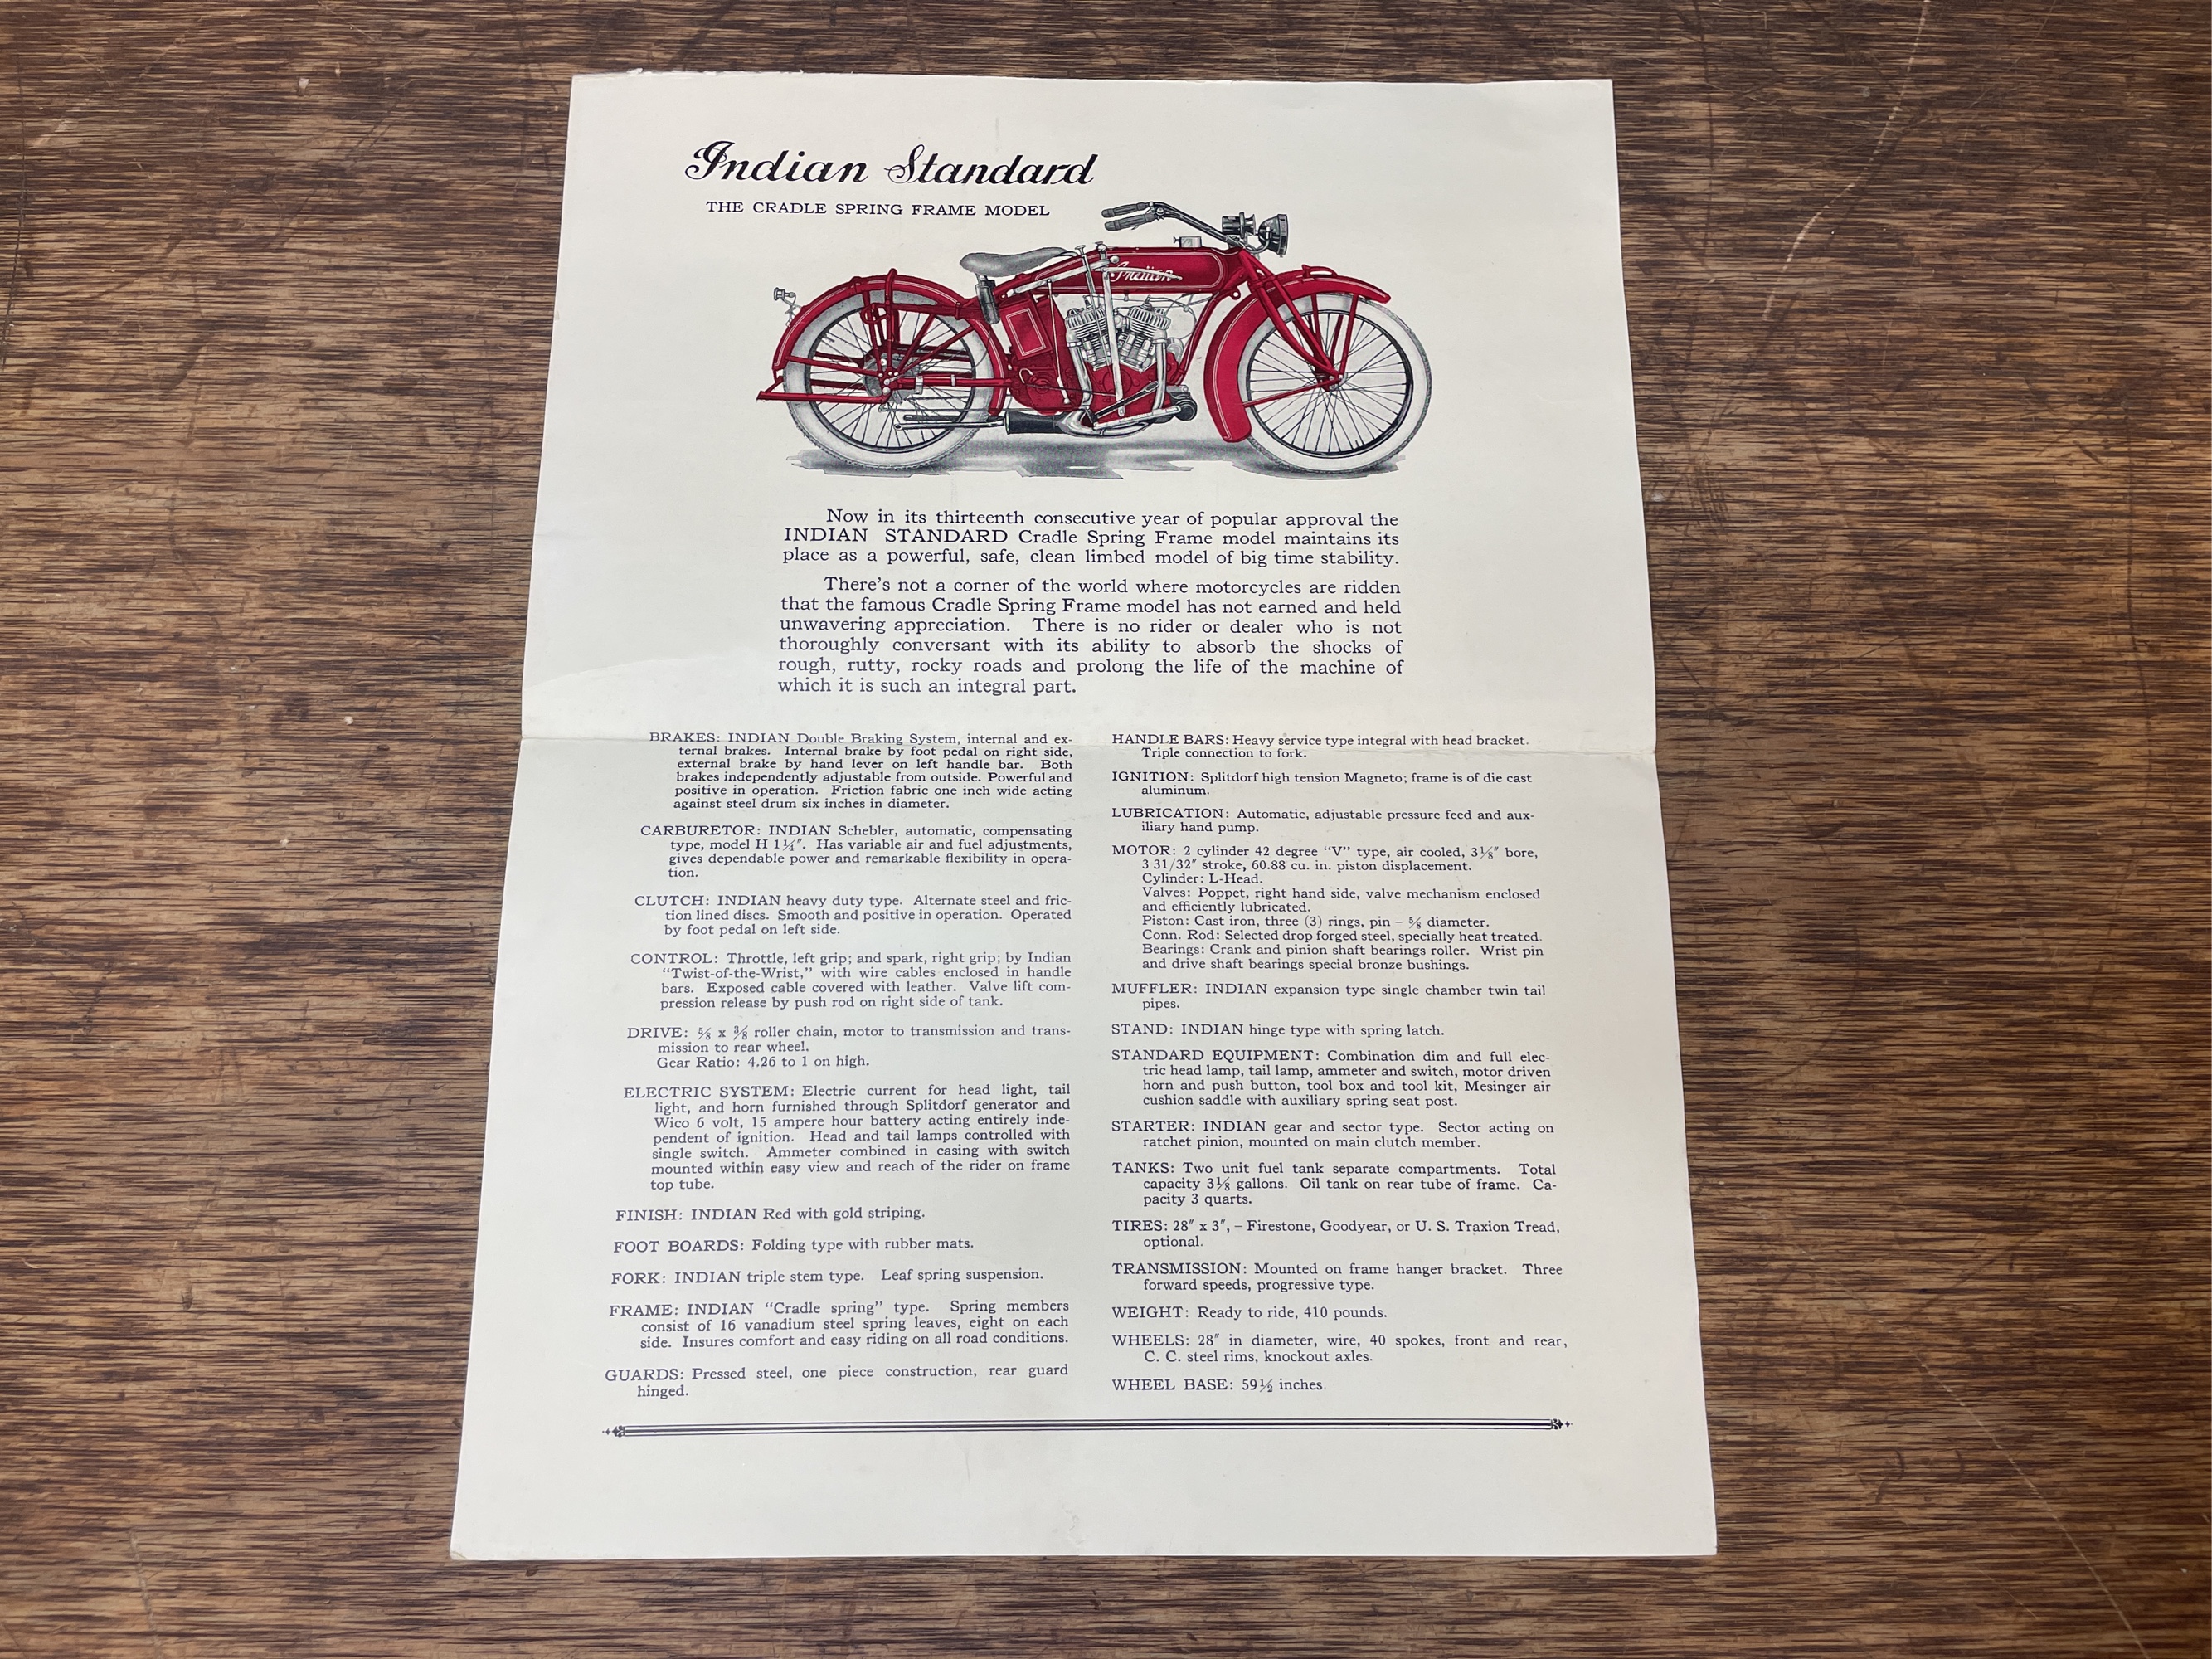 Indian Standard
THE CRADLE SPRING FRAME MODEL
Indian
Now in its thirteenth consecutive year of popular approval the
INDIAN STANDARD Cradle Spring Frame model maintains its
place as a powerful, safe, clean limbed model of big time stability.
There's not a corner of the world where motorcycles are ridden
that the famous Cradle Spring Frame model has not earned and held
unwavering appreciation. There is no rider or dealer who is not
thoroughly conversant with its ability to absorb the shocks of
rough, rutty, rocky roads and prolong the life of the machine of
which it is such an integral part.
BRAKES: INDIAN Double Braking System, internal and ex-
ternal brakes. Internal brake by foot pedal on right side,
external brake by hand lever on left handle bar. Both
brakes independently adjustable from outside. Powerful and
positive in operation. Friction fabric one inch wide acting
against steel drum six inches in diameter.
CARBURETOR: INDIAN Schebler, automatic, compensating
type, model H 1¼″. Has variable air and fuel adjustments,
gives dependable power and remarkable flexibility in opera-
tion.
CLUTCH: INDIAN heavy duty type. Alternate steel and fric-
tion lined discs. Smooth and positive in operation. Operated
by foot pedal on left side.
CONTROL: Throttle, left grip; and spark, right grip; by Indian
"Twist-of-the-Wrist," with wire cables enclosed in handle
bars. Exposed cable covered with leather. Valve lift com-
pression release by push rod on right side of tank.
DRIVE: ⅝ x ⅜ roller chain, motor to transmission and trans-
mission to rear wheel.
Gear Ratio: 4.26 to 1 on high.
ELECTRIC SYSTEM: Electric current for head light, tail
light, and horn furnished through Splitdorf generator and
Wico 6 volt, 15 ampere hour battery acting entirely inde-
pendent of ignition. Head and tail lamps controlled with
single switch. Ammeter combined in casing with switch
mounted within easy view and reach of the rider on frame
top tube.
FINISH: INDIAN Red with gold striping.
FOOT BOARDS: Folding type with rubber mats.
FORK: INDIAN triple stem type. Leaf spring suspension.
FRAME: INDIAN "Cradle spring" type. Spring members
consist of 16 vanadium steel spring leaves, eight on each
side. Insures comfort and easy riding on all road conditions.
GUARDS: Pressed steel, one piece construction, rear guard
hinged.
HANDLE BARS: Heavy service type integral with head bracket.
Triple connection to fork.
IGNITION: Splitdorf high tension Magneto; frame is of die cast
aluminum.
LUBRICATION: Automatic, adjustable pressure feed and aux-
iliary hand pump.
MOTOR: 2 cylinder 42 degree "V" type, air cooled, 3⅛″ bore,
3 31/32″ stroke, 60.88 cu. in. piston displacement.
Cylinder: L-Head.
Valves: Poppet, right hand side, valve mechanism enclosed
and efficiently lubricated.
Piston: Cast iron, three (3) rings, pin – ⅝ diameter.
Conn. Rod: Selected drop forged steel, specially heat treated.
Bearings: Crank and pinion shaft bearings roller. Wrist pin
and drive shaft bearings special bronze bushings.
MUFFLER: INDIAN expansion type single chamber twin tail
pipes.
STAND: INDIAN hinge type with spring latch.
STANDARD EQUIPMENT: Combination dim and full elec-
tric head lamp, tail lamp, ammeter and switch, motor driven
horn and push button, tool box and tool kit, Mesinger air
cushion saddle with auxiliary spring seat post.
STARTER: INDIAN gear and sector type. Sector acting on
ratchet pinion, mounted on main clutch member.
TANKS: Two unit fuel tank separate compartments. Total
capacity 3⅛ gallons. Oil tank on rear tube of frame. Ca-
pacity 3 quarts.
TIRES: 28″ x 3″, – Firestone, Goodyear, or U. S. Traxion Tread,
optional.
TRANSMISSION: Mounted on frame hanger bracket. Three
forward speeds, progressive type.
WEIGHT: Ready to ride, 410 pounds.
WHEELS: 28″ in diameter, wire, 40 spokes, front and rear,
C. C. steel rims, knockout axles.
WHEEL BASE: 59½ inches.